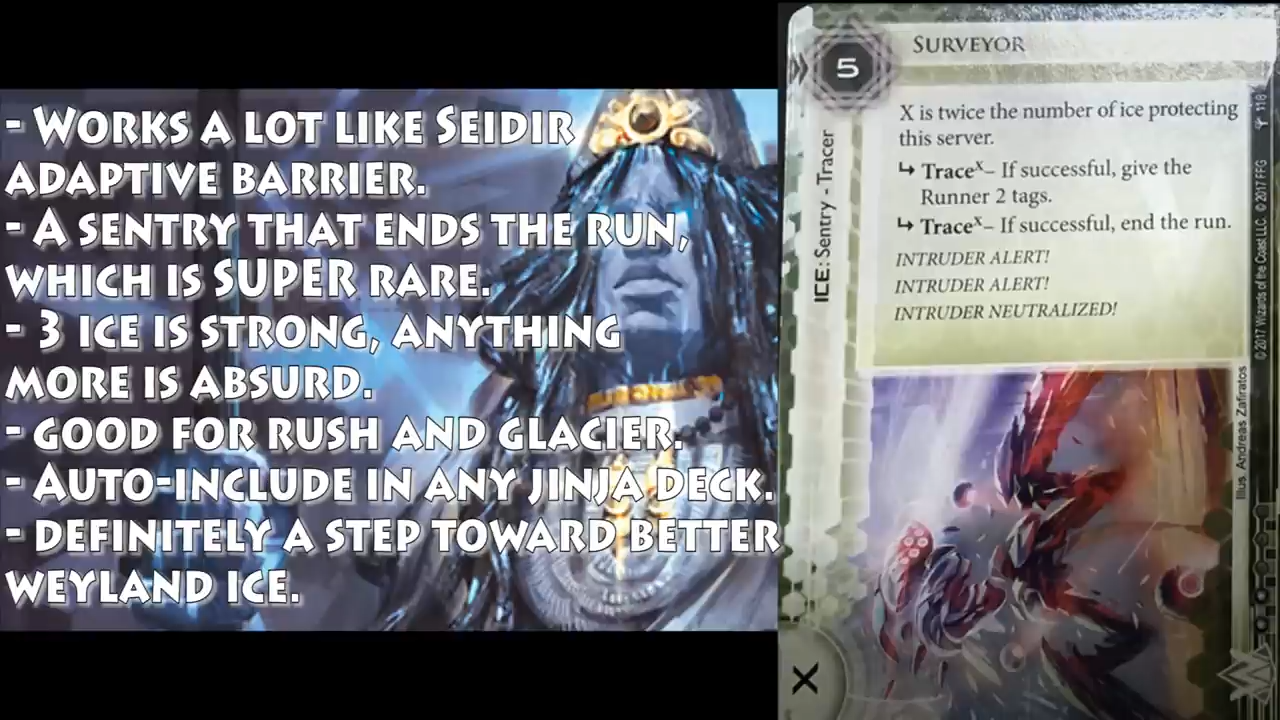 - Works a lot like Seidir
adaptive barrier.
- A sentry that ends the run,
which is SUPER rare.
- 3 ice is strong, anything
more is absurd.
- good for rush and glacier.
- Auto-include in any Jinja deck.
- definitely a step toward better
Weyland ice.
5
Surveyor
ICE: Sentry - Tracer
X is twice the number of ice protecting
this server.
↳ Traceˣ– If successful, give the
Runner 2 tags.
↳ Traceˣ– If successful, end the run.
INTRUDER ALERT!
INTRUDER ALERT!
INTRUDER NEUTRALIZED!
X
Illus. Andreas Zafiratos
© 2017 Wizards of the Coast LLC. © 2017 FFG
118